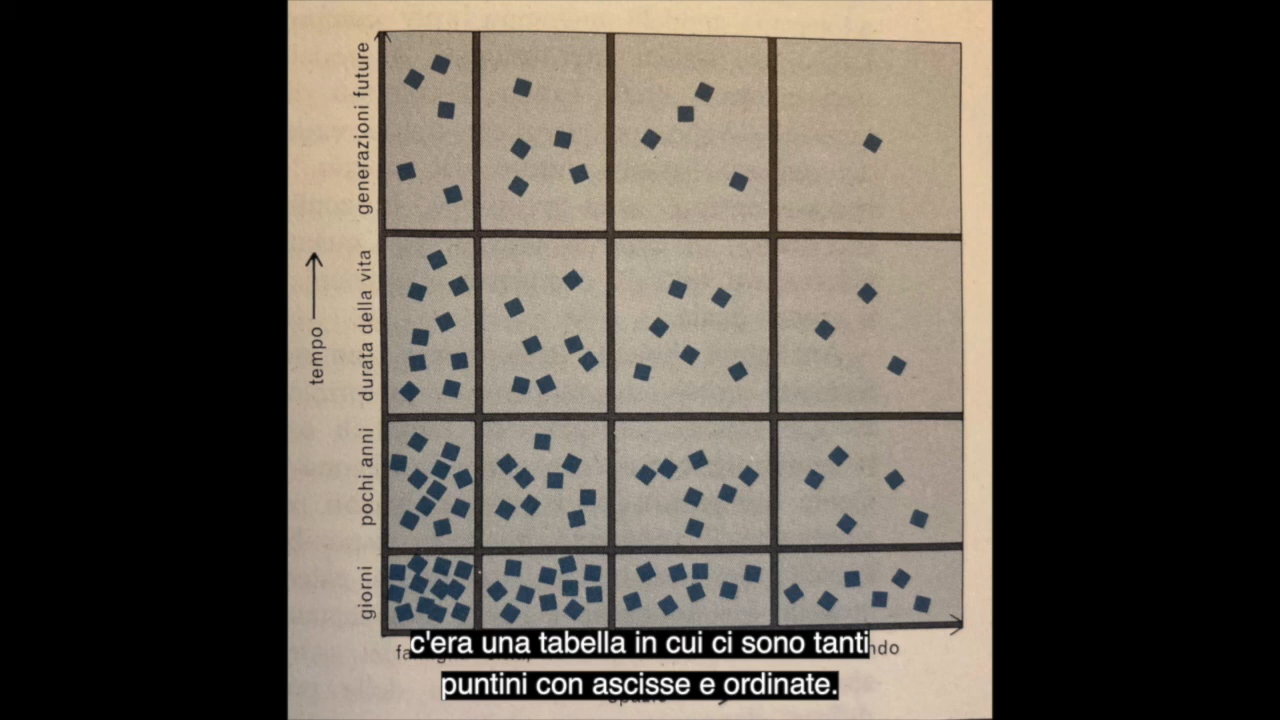 generazioni future
durata della vita
pochi anni
giorni
tempo
c'era una tabella in cui ci sono tanti
puntini con ascisse e ordinate.